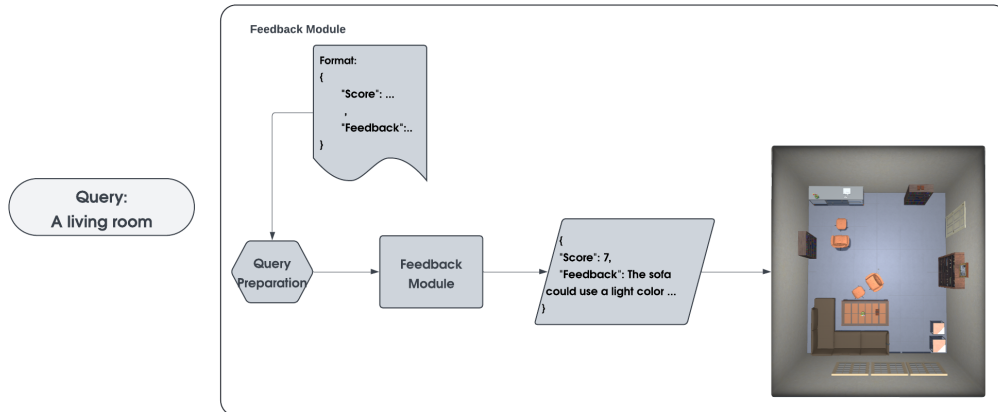 Feedback Module
Format:
{
"Score": ...
,
"Feedback":..
}
Query:
A living room
Query
Preparation
Feedback
Module
{
"Score": 7,
"Feedback": The sofa
could use a light color ...
}